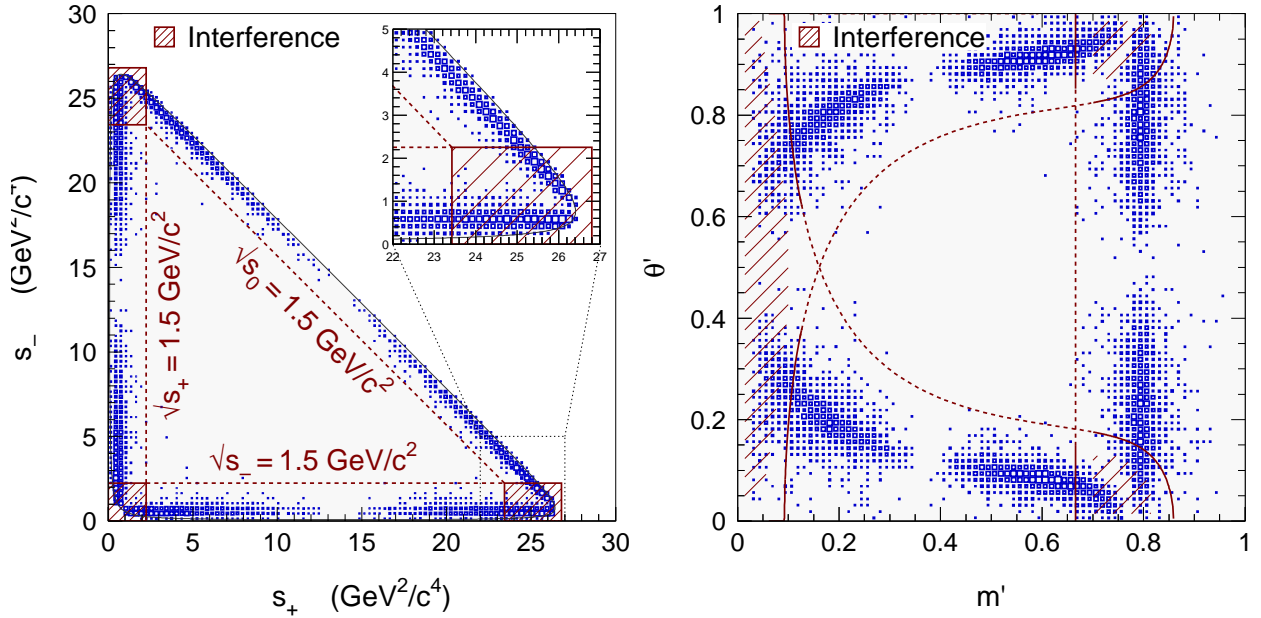 Interference
30
25
20
15
10
5
0
s₋ (GeV²/c⁴)
0 5 10 15 20 25 30
s₊ (GeV²/c⁴)
√s₊ = 1.5 GeV/c²
√s₀ = 1.5 GeV/c²
√s₋ = 1.5 GeV/c²
5
4
3
2
1
0
22 23 24 25 26 27
Interference
1
0.8
0.6
0.4
0.2
0
θ'
0 0.2 0.4 0.6 0.8 1
m'